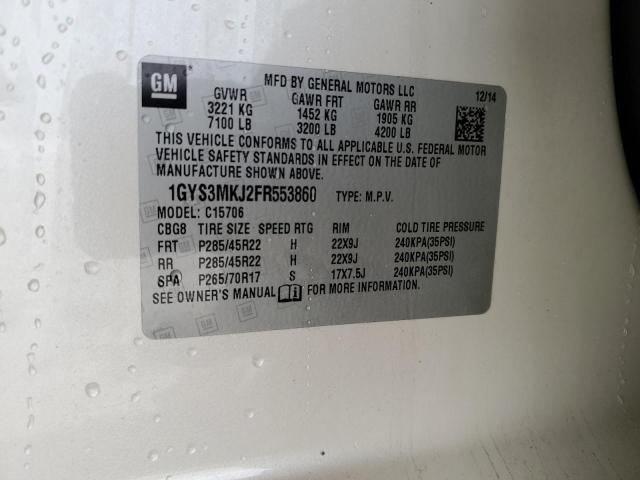 GM
MFD BY GENERAL MOTORS LLC
GVWR GAWR FRT GAWR RR 12/14
3221 KG 1452 KG 1905 KG
7100 LB 3200 LB 4200 LB
THIS VEHICLE CONFORMS TO ALL APPLICABLE U.S. FEDERAL MOTOR
VEHICLE SAFETY STANDARDS IN EFFECT ON THE DATE OF
MANUFACTURE SHOWN ABOVE.
1GYS3MKJ2FR553860 TYPE: M.P.V.
MODEL: C15706
CBG8 TIRE SIZE SPEED RTG RIM COLD TIRE PRESSURE
FRT P285/45R22 H 22X9J 240KPA(35PSI)
RR P285/45R22 H 22X9J 240KPA(35PSI)
SPA P265/70R17 S 17X7.5J 240KPA(35PSI)
SEE OWNER'S MANUAL FOR MORE INFORMATION.